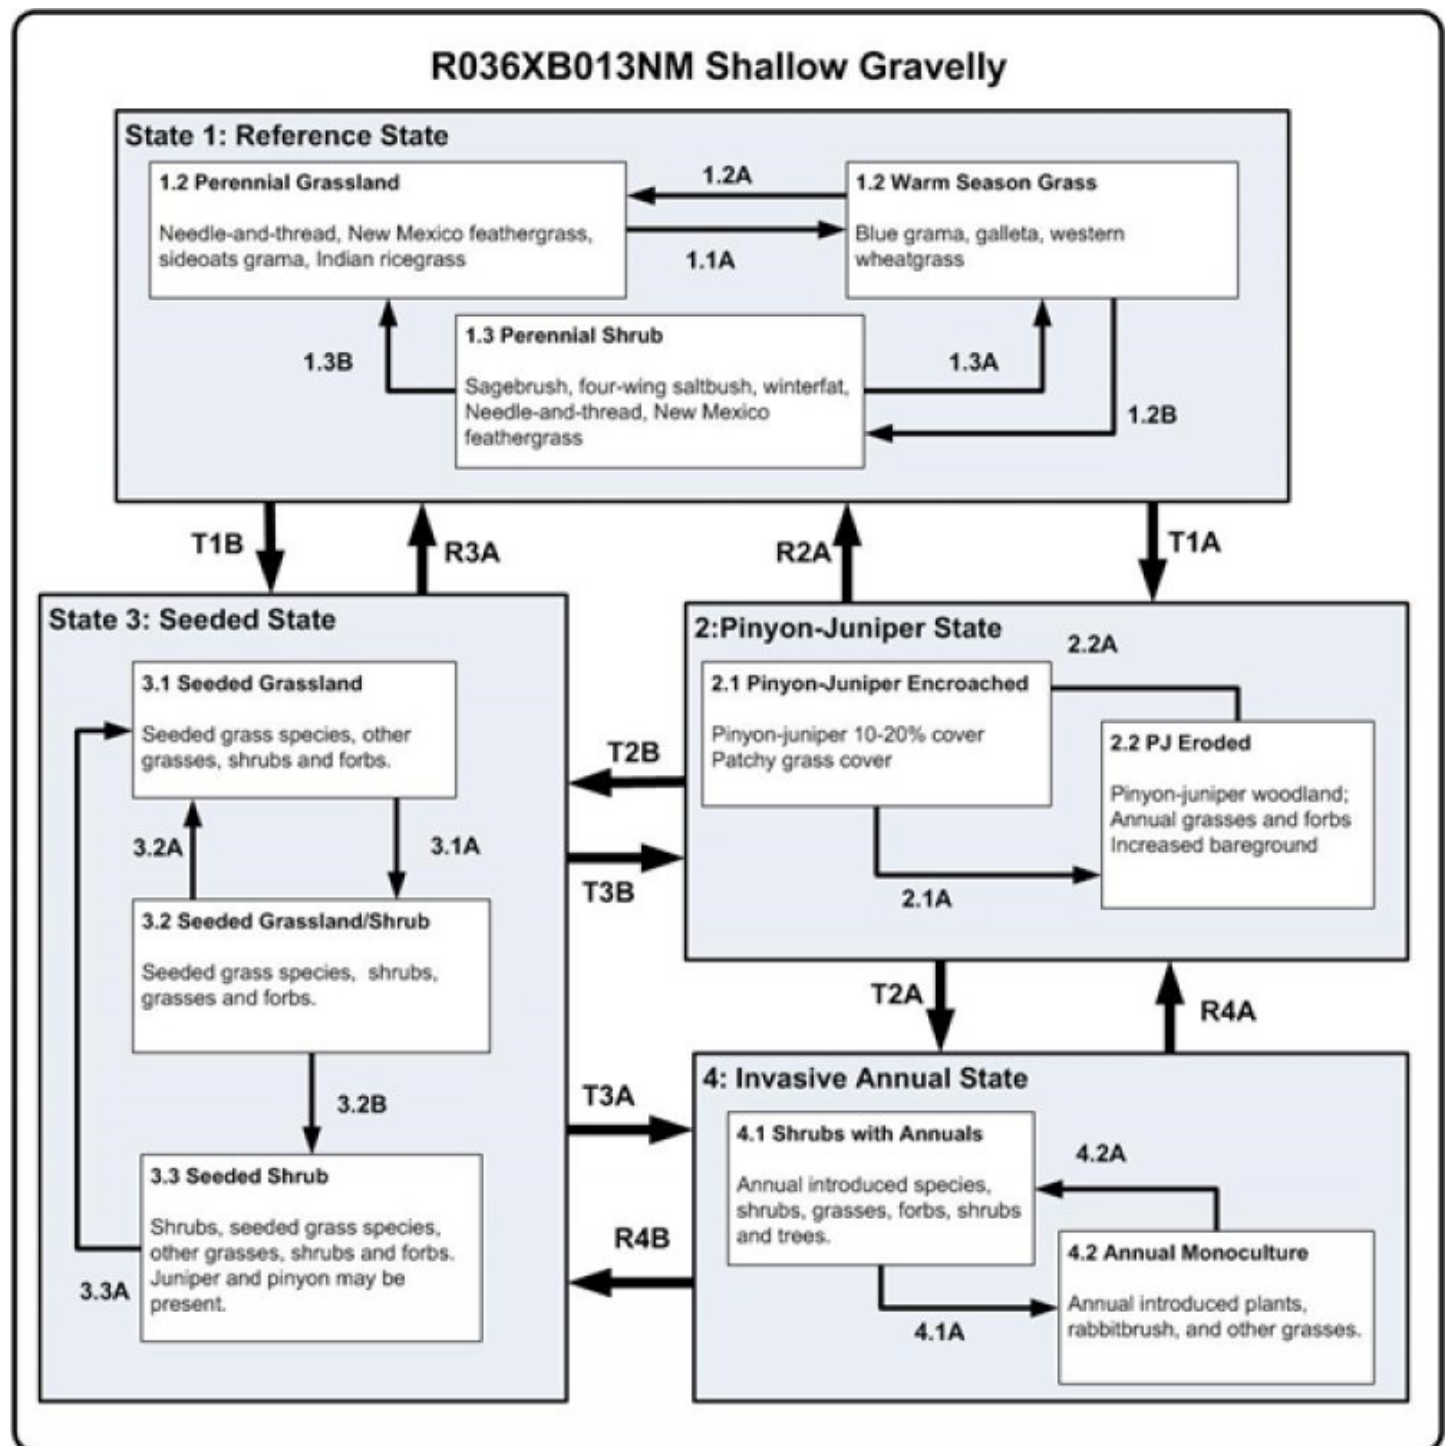 R036XB013NM Shallow Gravelly
State 1: Reference State
1.2 Perennial Grassland
Needle-and-thread, New Mexico feathergrass,
sideoats grama, Indian ricegrass
1.2A
1.1A
1.2 Warm Season Grass
Blue grama, galleta, western
wheatgrass
1.3B
1.3 Perennial Shrub
Sagebrush, four-wing saltbush, winterfat,
Needle-and-thread, New Mexico
feathergrass
1.3A
1.2B
T1B
R3A
R2A
T1A
State 3: Seeded State
3.1 Seeded Grassland
Seeded grass species, other
grasses, shrubs and forbs.
3.2A
3.1A
3.2 Seeded Grassland/Shrub
Seeded grass species, shrubs,
grasses and forbs.
3.2B
3.3 Seeded Shrub
Shrubs, seeded grass species,
other grasses, shrubs and forbs.
Juniper and pinyon may be
present.
3.3A
T2B
T3B
T3A
R4B
2:Pinyon-Juniper State
2.2A
2.1 Pinyon-Juniper Encroached
Pinyon-juniper 10-20% cover
Patchy grass cover
2.2 PJ Eroded
Pinyon-juniper woodland;
Annual grasses and forbs
Increased bareground
2.1A
T2A
R4A
4: Invasive Annual State
4.1 Shrubs with Annuals
Annual introduced species,
shrubs, grasses, forbs, shrubs
and trees.
4.2A
4.2 Annual Monoculture
Annual introduced plants,
rabbitbrush, and other grasses.
4.1A